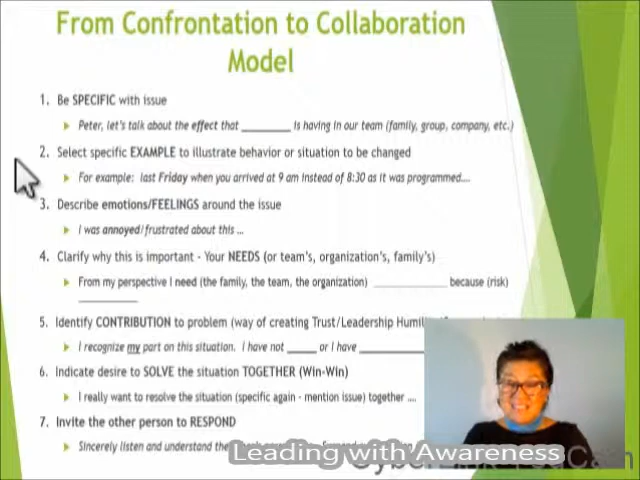 From Confrontation to Collaboration
Model
1. Be SPECIFIC with issue
Peter, let's talk about the effect that ________ is having in our team (family, group, company, etc.)
2. Select specific EXAMPLE to illustrate behavior or situation to be changed
For example: last Friday when you arrived at 9 am instead of 8:30 as it was programmed....
3. Describe emotions/FEELINGS around the issue
I was annoyed/frustrated about this ...
4. Clarify why this is important - Your NEEDS (or team's, organization's, family's)
From my perspective I need (the family, the team, the organization) ____________ because (risk)
__________
5. Identify CONTRIBUTION to problem (way of creating Trust/Leadership
I recognize my part on this situation. I have not _____ or I have ___________
6. Indicate desire to SOLVE the situation TOGETHER (Win-Win)
I really want to resolve the situation (specific again - mention issue) together ....
7. Invite the other person to RESPOND
Sincerely listen and understand
Leading with Awareness